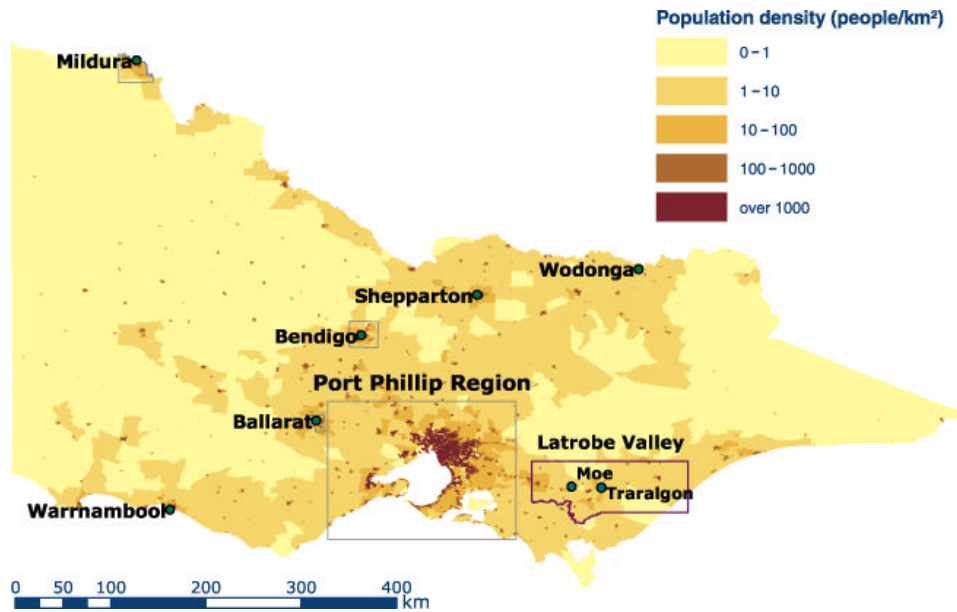 Population density (people/km²)
0–1
1–10
10–100
100–1000
over 1000
Mildura
Wodonga
Shepparton
Bendigo
Port Phillip Region
Ballarat
Latrobe Valley
Moe
Traralgon
Warrnambool
0 50 100 200 300 400
km